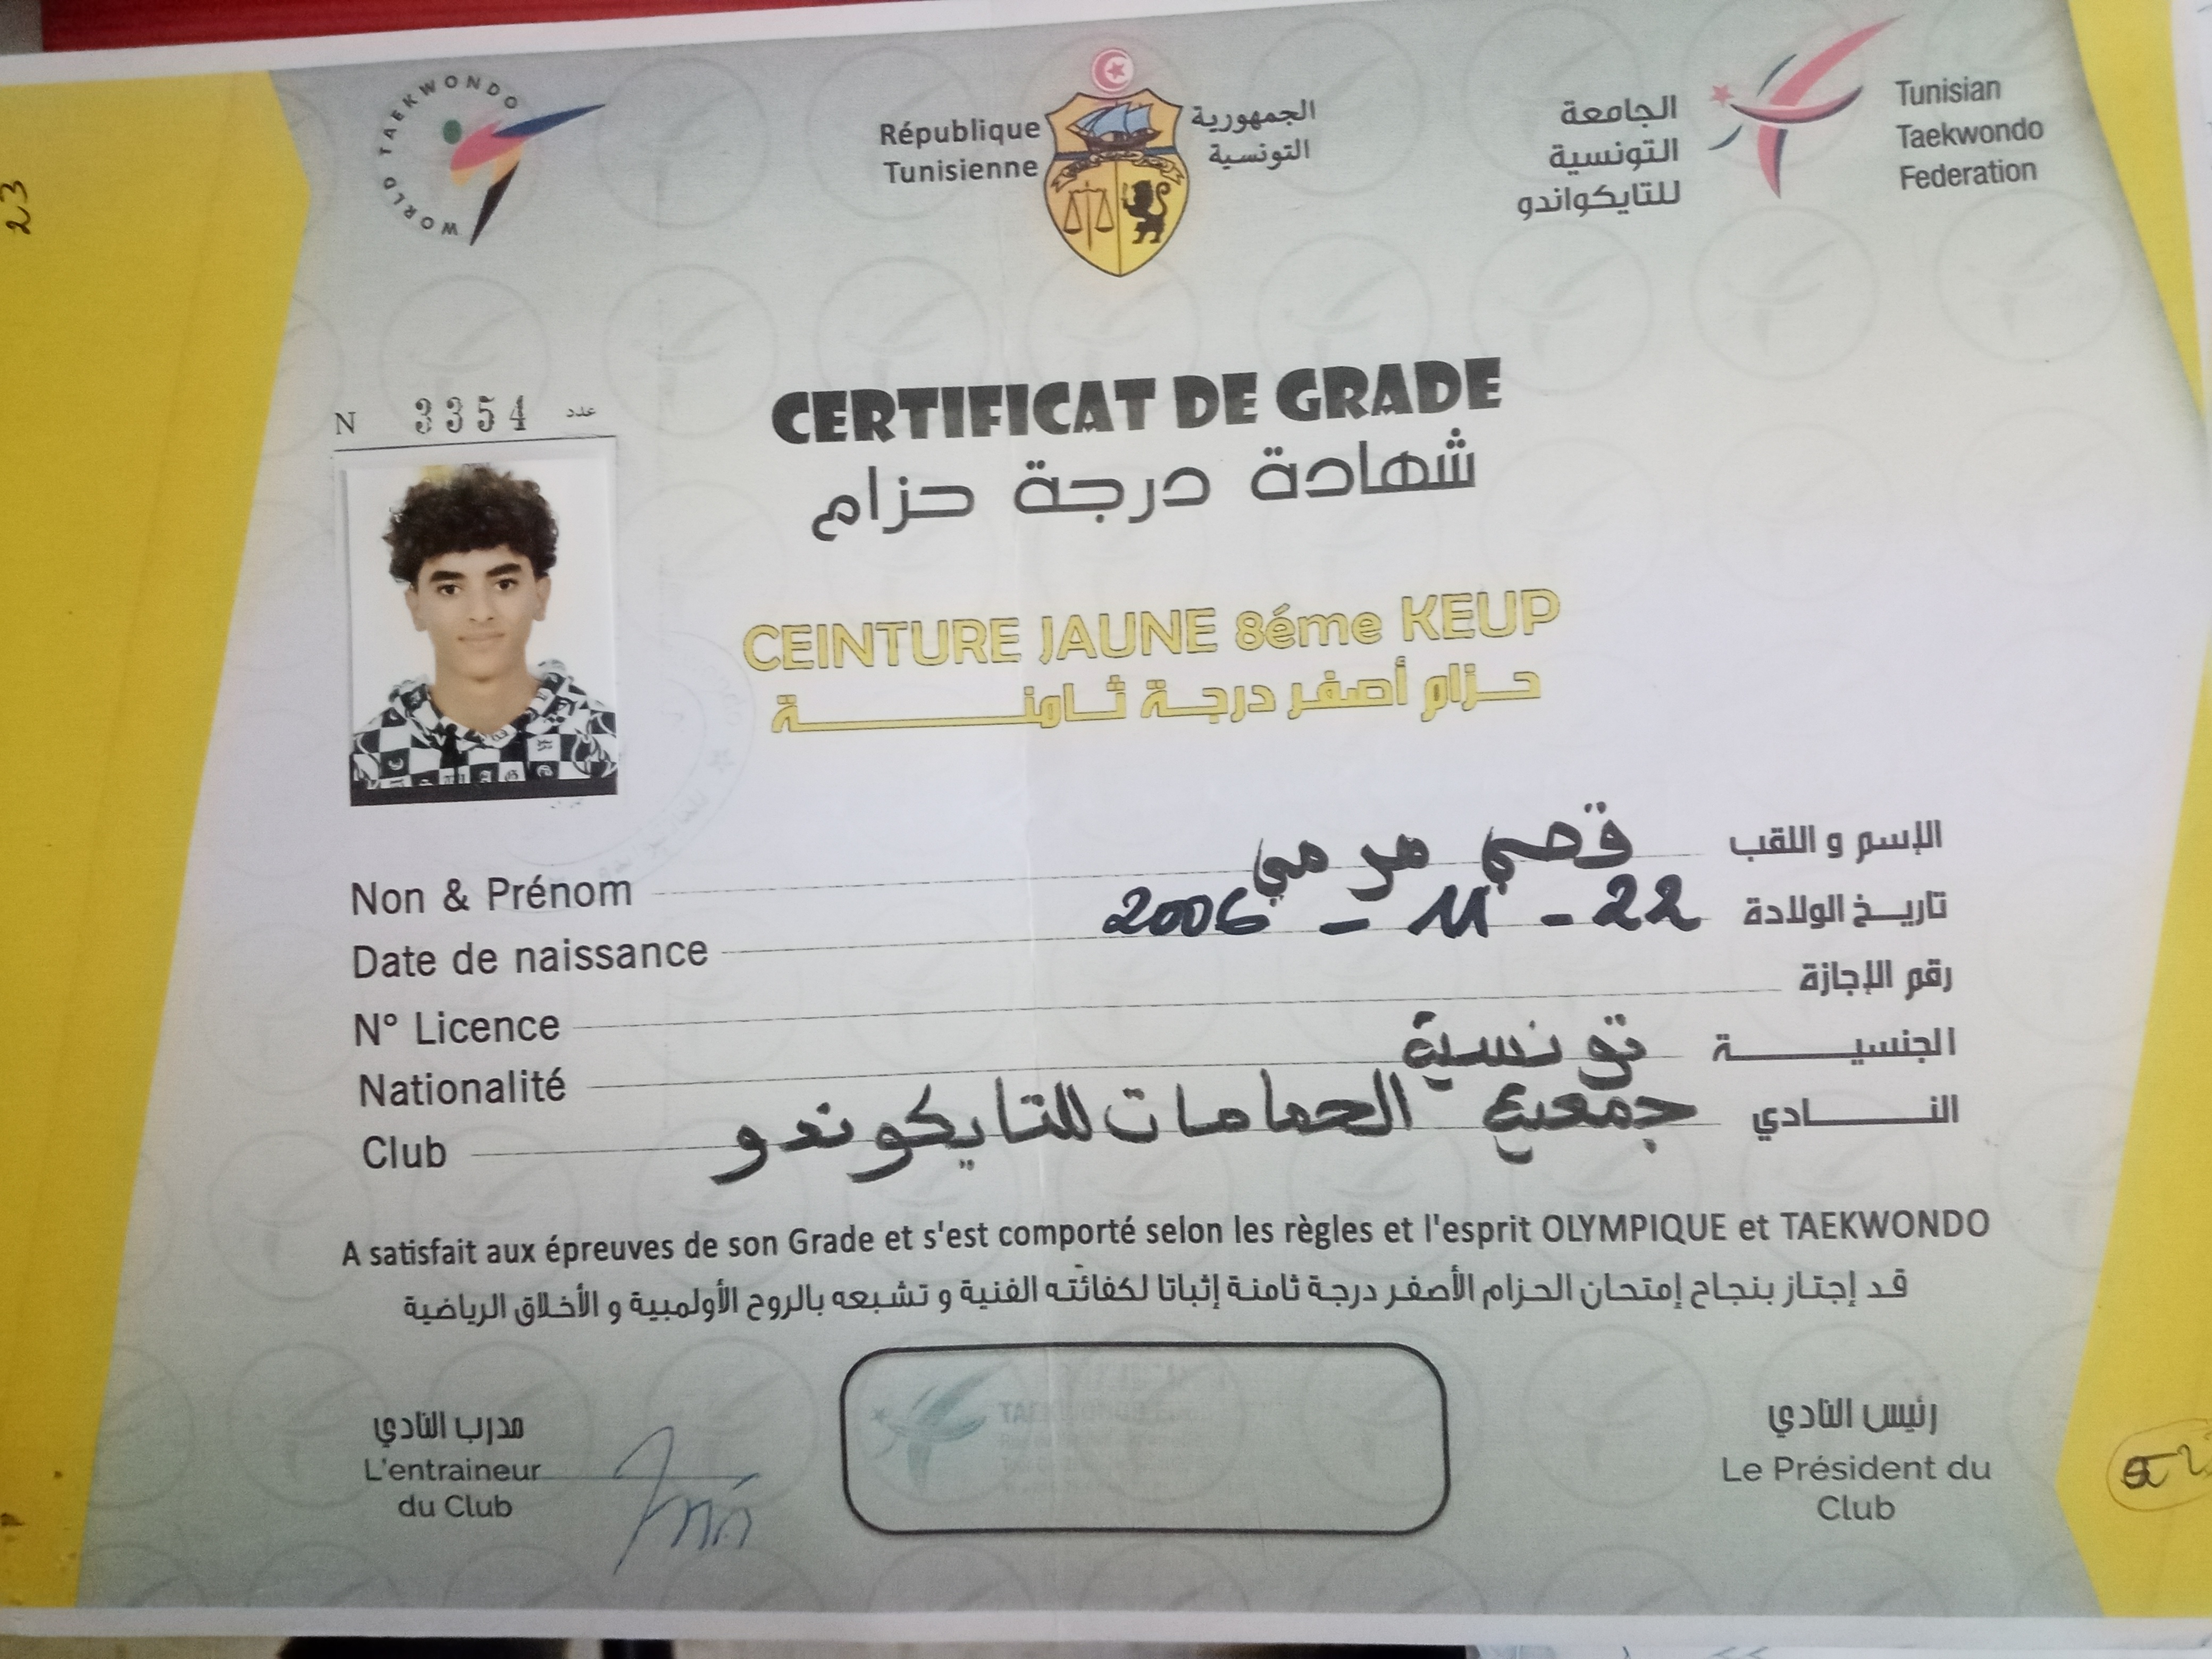 WORLD TAEKWONDO
République
Tunisienne
الجمهورية
التونسية
الجامعة
التونسية
للتايكواندو
Tunisian
Taekwondo
Federation
23
N 3354 عدد
CERTIFICAT DE GRADE
شهادة درجة حزام
CEINTURE JAUNE 8éme KEUP
حزام أصفر درجة ثامنة
Non & Prénom قصي مرمي الإسم و اللقب
Date de naissance 22 - 11 - 2006 تاريخ الولادة
N° Licence رقم الإجازة
Nationalité تونسية الجنسية
Club جمعية الحمامات للتايكوندو النادي
A satisfait aux épreuves de son Grade et s'est comporté selon les règles et l'esprit OLYMPIQUE et TAEKWONDO
قد إجتاز بنجاح إمتحان الحزام الأصفر درجة ثامنة إثباتا لكفائته الفنية و تشبعه بالروح الأولمبية و الأخلاق الرياضية
مدرب النادي
L'entraineur
du Club
رئيس النادي
Le Président du
Club